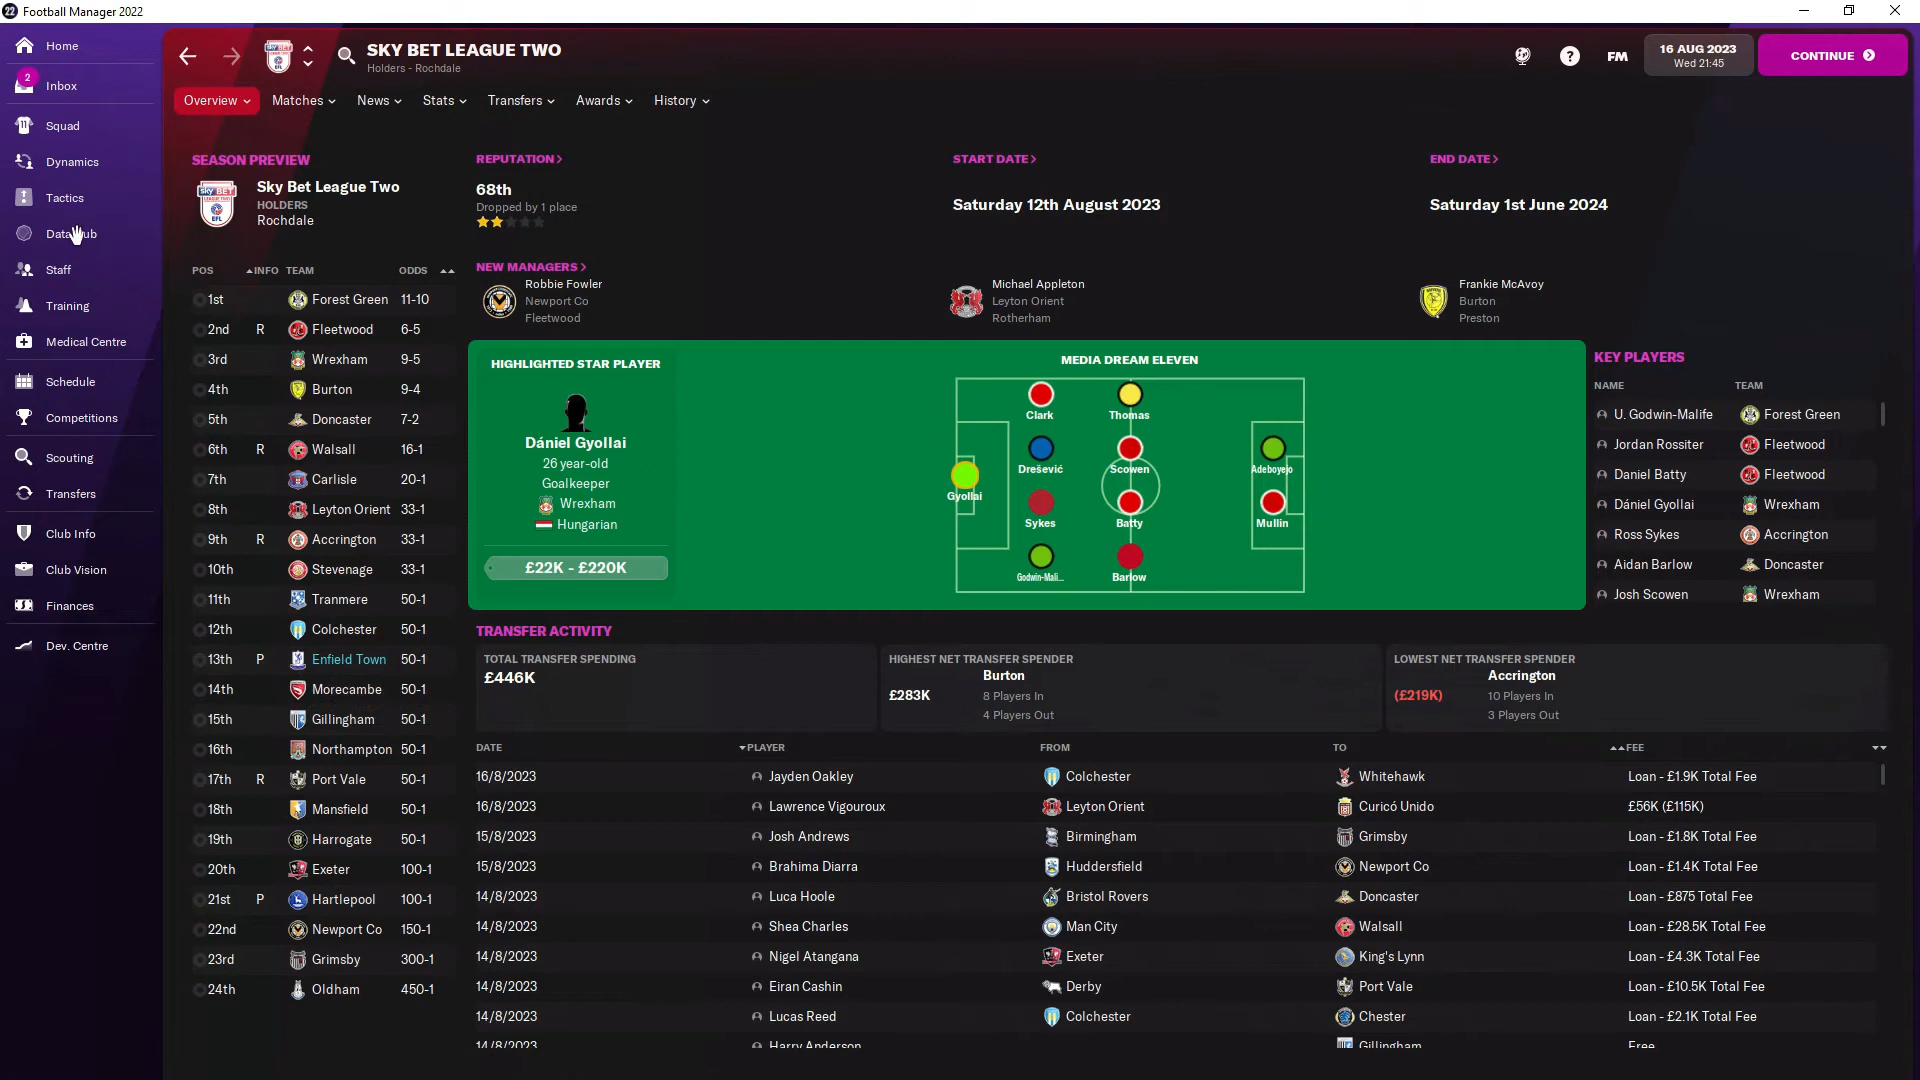 Football Manager 2022
Home
2
Inbox
Squad
Dynamics
Tactics
Data Hub
Staff
Training
Medical Centre
Schedule
Competitions
Scouting
Transfers
Club Info
Club Vision
Finances
Dev. Centre
SKY BET LEAGUE TWO
Holders - Rochdale
FM
16 AUG 2023
Wed 21:45
CONTINUE
Overview Matches News Stats Transfers Awards History
SEASON PREVIEW
Sky Bet League Two
HOLDERS
Rochdale
POS INFO TEAM ODDS
1st Forest Green 11-10
2nd R Fleetwood 6-5
3rd Wrexham 9-5
4th Burton 9-4
5th Doncaster 7-2
6th R Walsall 16-1
7th Carlisle 20-1
8th Leyton Orient 33-1
9th R Accrington 33-1
10th Stevenage 33-1
11th Tranmere 50-1
12th Colchester 50-1
13th P Enfield Town 50-1
14th Morecambe 50-1
15th Gillingham 50-1
16th Northampton 50-1
17th R Port Vale 50-1
18th Mansfield 50-1
19th Harrogate 50-1
20th Exeter 100-1
21st P Hartlepool 100-1
22nd Newport Co 150-1
23rd Grimsby 300-1
24th Oldham 450-1
REPUTATION
68th
Dropped by 1 place
START DATE
Saturday 12th August 2023
END DATE
Saturday 1st June 2024
NEW MANAGERS
Robbie Fowler
Newport Co
Fleetwood
Michael Appleton
Leyton Orient
Rotherham
Frankie McAvoy
Burton
Preston
HIGHLIGHTED STAR PLAYER
Dániel Gyollai
26 year-old
Goalkeeper
Wrexham
Hungarian
£22K - £220K
MEDIA DREAM ELEVEN
Clark Thomas
Drešević Scowen Adeboyejo
Gyollai
Sykes Batty Mullin
Godwin-Mali... Barlow
KEY PLAYERS
NAME TEAM
U. Godwin-Malife Forest Green
Jordan Rossiter Fleetwood
Daniel Batty Fleetwood
Dániel Gyollai Wrexham
Ross Sykes Accrington
Aidan Barlow Doncaster
Josh Scowen Wrexham
TRANSFER ACTIVITY
TOTAL TRANSFER SPENDING
£446K
HIGHEST NET TRANSFER SPENDER
Burton
£283K
8 Players In
4 Players Out
LOWEST NET TRANSFER SPENDER
Accrington
(£219K)
10 Players In
3 Players Out
DATE PLAYER FROM TO FEE
16/8/2023 Jayden Oakley Colchester Whitehawk Loan - £1.9K Total Fee
16/8/2023 Lawrence Vigouroux Leyton Orient Curicó Unido £56K (£115K)
15/8/2023 Josh Andrews Birmingham Grimsby Loan - £1.8K Total Fee
15/8/2023 Brahima Diarra Huddersfield Newport Co Loan - £1.4K Total Fee
14/8/2023 Luca Hoole Bristol Rovers Doncaster Loan - £875 Total Fee
14/8/2023 Shea Charles Man City Walsall Loan - £28.5K Total Fee
14/8/2023 Nigel Atangana Exeter King's Lynn Loan - £4.3K Total Fee
14/8/2023 Eiran Cashin Derby Port Vale Loan - £10.5K Total Fee
14/8/2023 Lucas Reed Colchester Chester Loan - £2.1K Total Fee
14/8/2023 Harry Anderson Gillingham Free